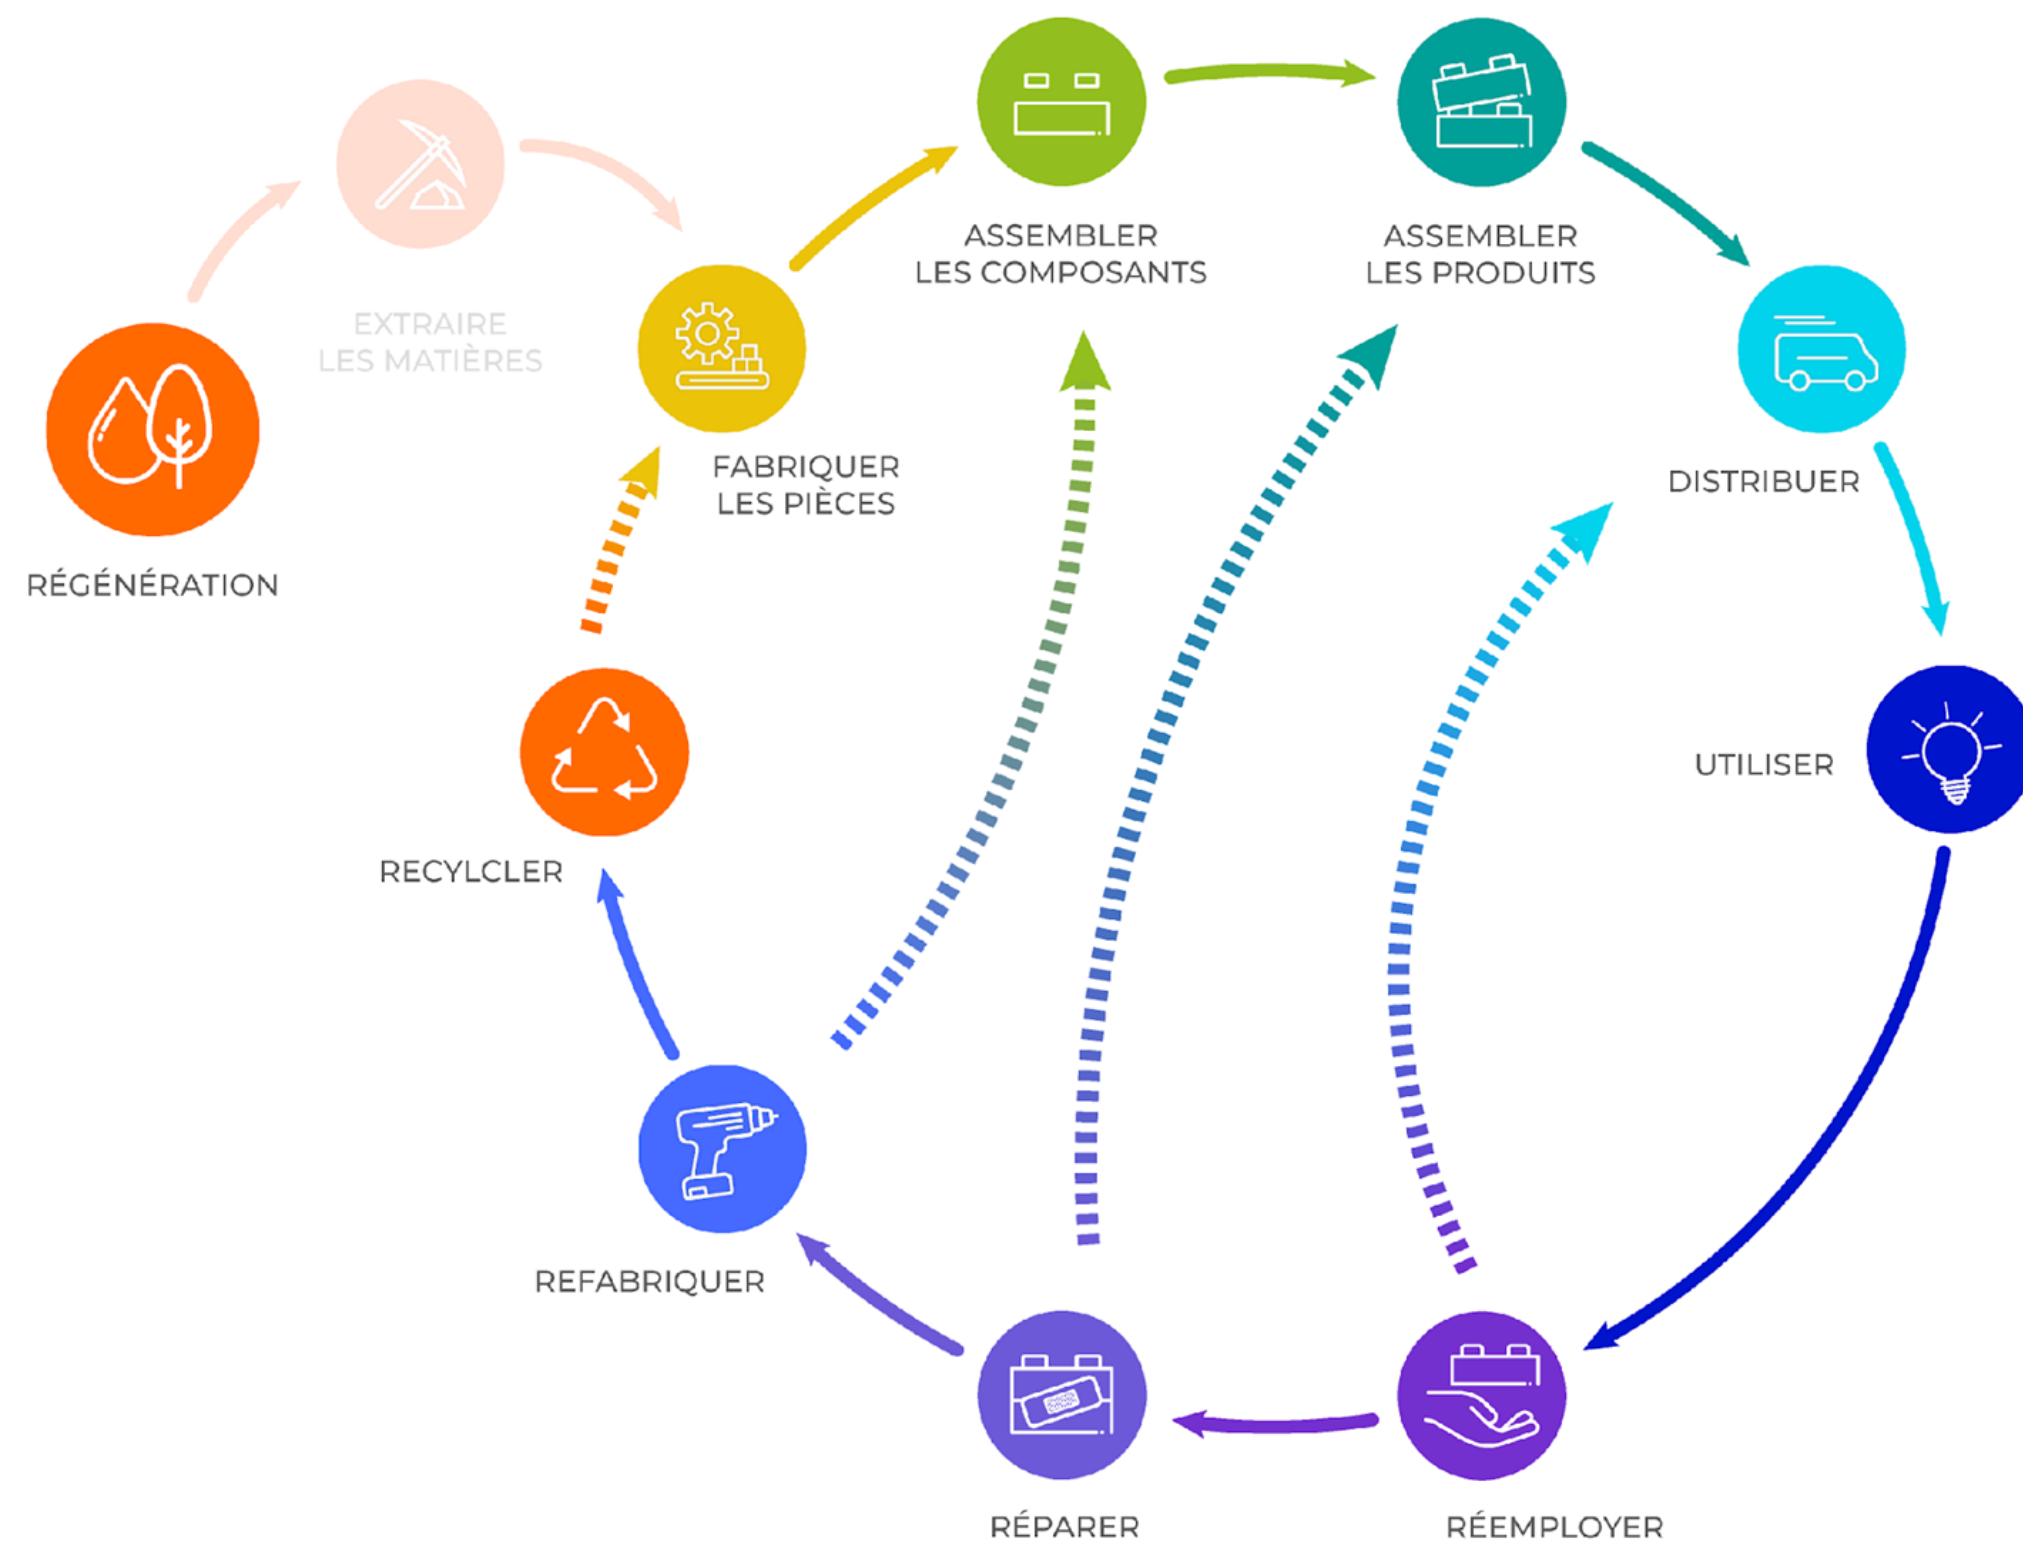 ASSEMBLER
LES COMPOSANTS
ASSEMBLER
LES PRODUITS
EXTRAIRE
LES MATIÈRES
FABRIQUER
LES PIÈCES
DISTRIBUER
RÉGÉNÉRATION
UTILISER
RECYLCLER
REFABRIQUER
RÉPARER
RÉEMPLOYER